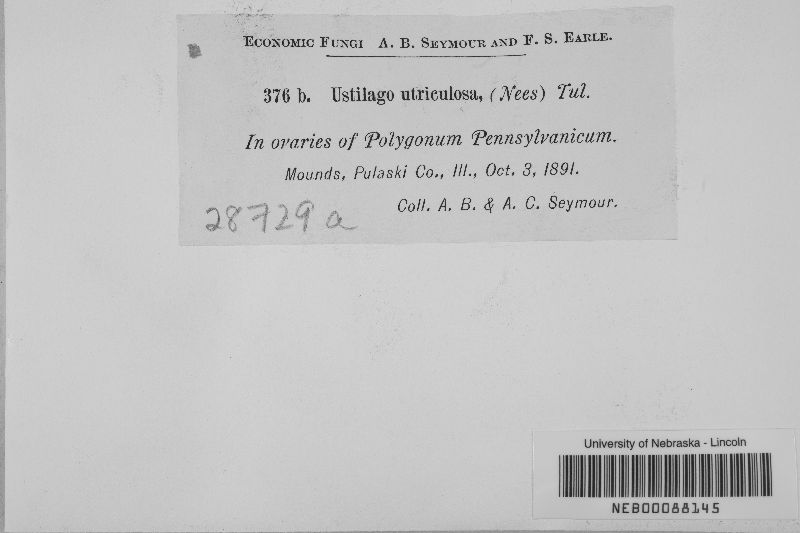 Economic Fungi A. B. Seymour and F. S. Earle.
376 b. Ustilago utriculosa, (Nees) Tul.
In ovaries of Polygonum Pennsylvanicum.
Mounds, Pulaski Co., Ill., Oct. 3, 1891.
Coll. A. B. & A. C. Seymour.
28729 a
University of Nebraska - Lincoln
NEB00088145